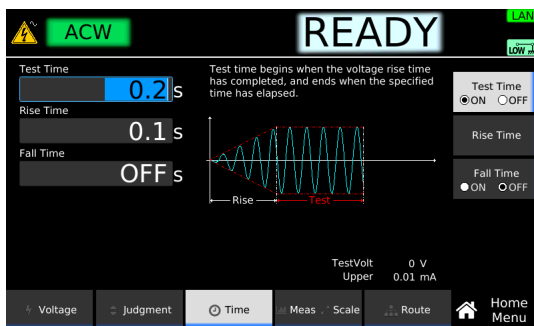 ACW
READY
LAN
LOW
Test Time
0.2 s
Rise Time
0.1 s
Fall Time
OFF s
Test time begins when the voltage rise time
has completed, and ends when the specified
time has elapsed.
Rise
Test
TestVolt 0 V
Upper 0.01 mA
Test Time
ON OFF
Rise Time
Fall Time
ON OFF
Voltage
Judgment
Time
Meas
Scale
Route
Home
Menu